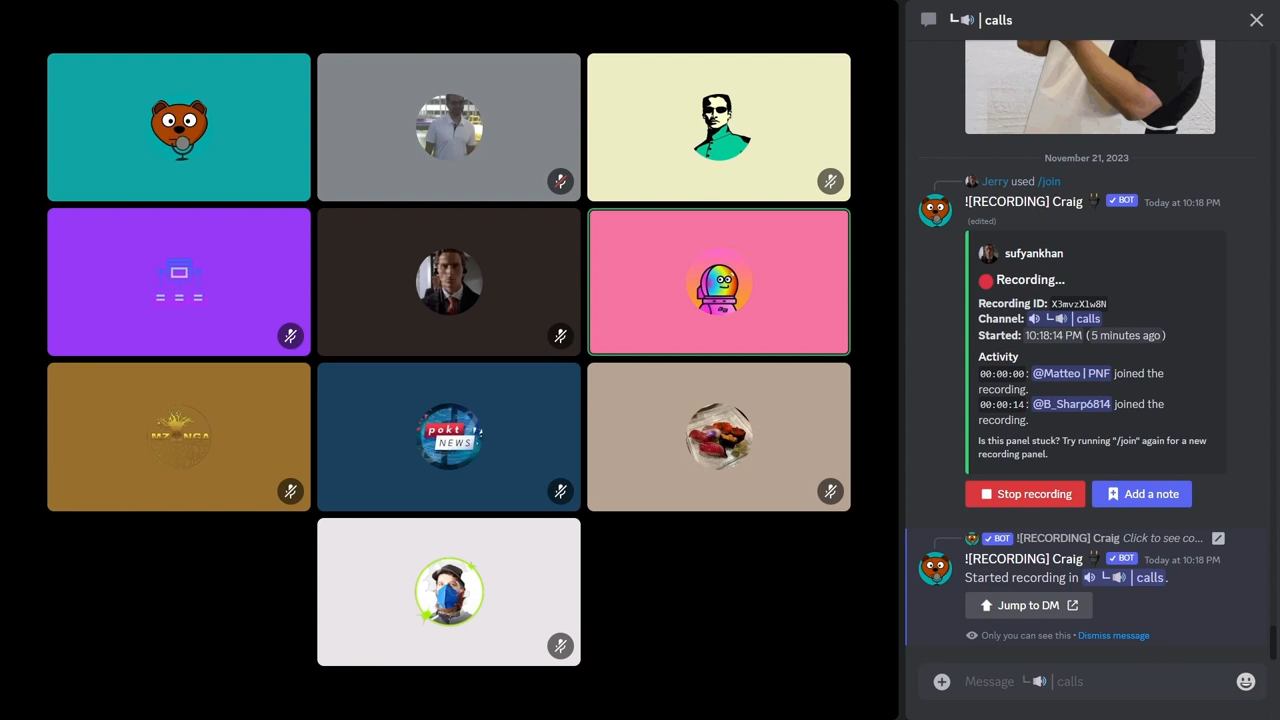 └🔊│calls
November 21, 2023
Jerry used /join
![RECORDING] Craig 🔌 ✓ BOT Today at 10:18 PM
(edited)
sufyankhan
🔴 Recording...
Recording ID: X3mvzX1w8N
Channel: └🔊│calls
Started: 10:18:14 PM (5 minutes ago)
Activity
00:00:00: @Matteo | PNF joined the
recording.
00:00:14: @B_Sharp6814 joined the
recording.
Is this panel stuck? Try running "/join" again for a new
recording panel.
Stop recording
Add a note
✓ BOT ![RECORDING] Craig Click to see co...
![RECORDING] Craig 🔌 ✓ BOT Today at 10:18 PM
Started recording in └🔊│calls.
Jump to DM
Only you can see this • Dismiss message
Message └🔊│calls
MZONGA
pokt
NEWS